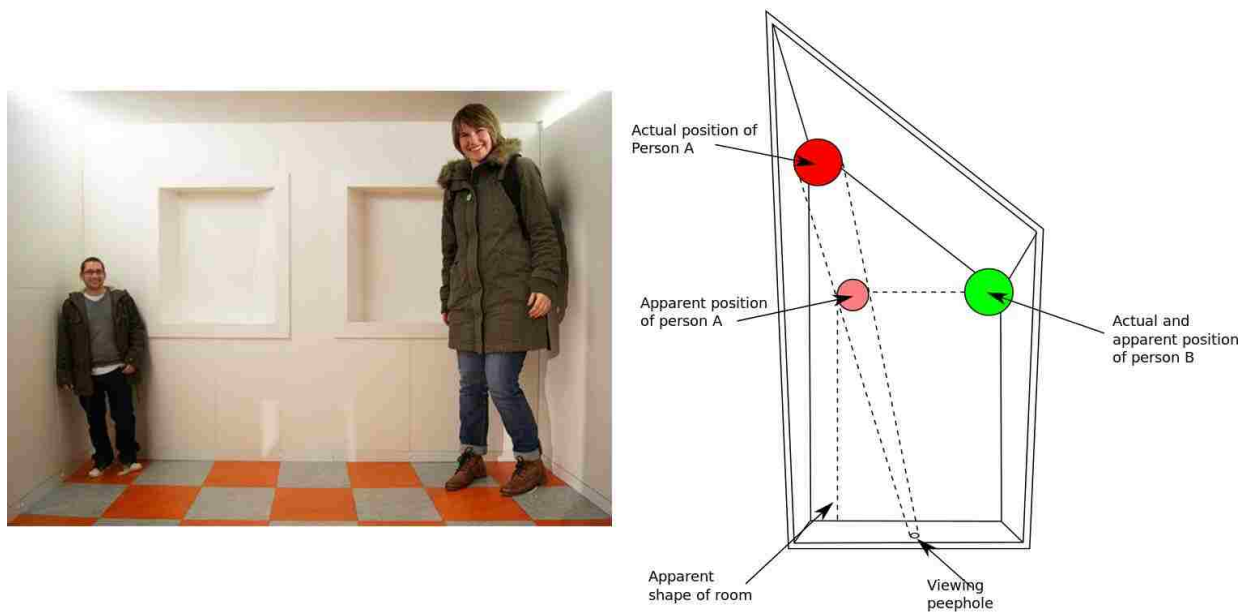 Actual position of
Person A
Apparent position
of person A
Actual and
apparent position
of person B
Apparent
shape of room
Viewing
peephole